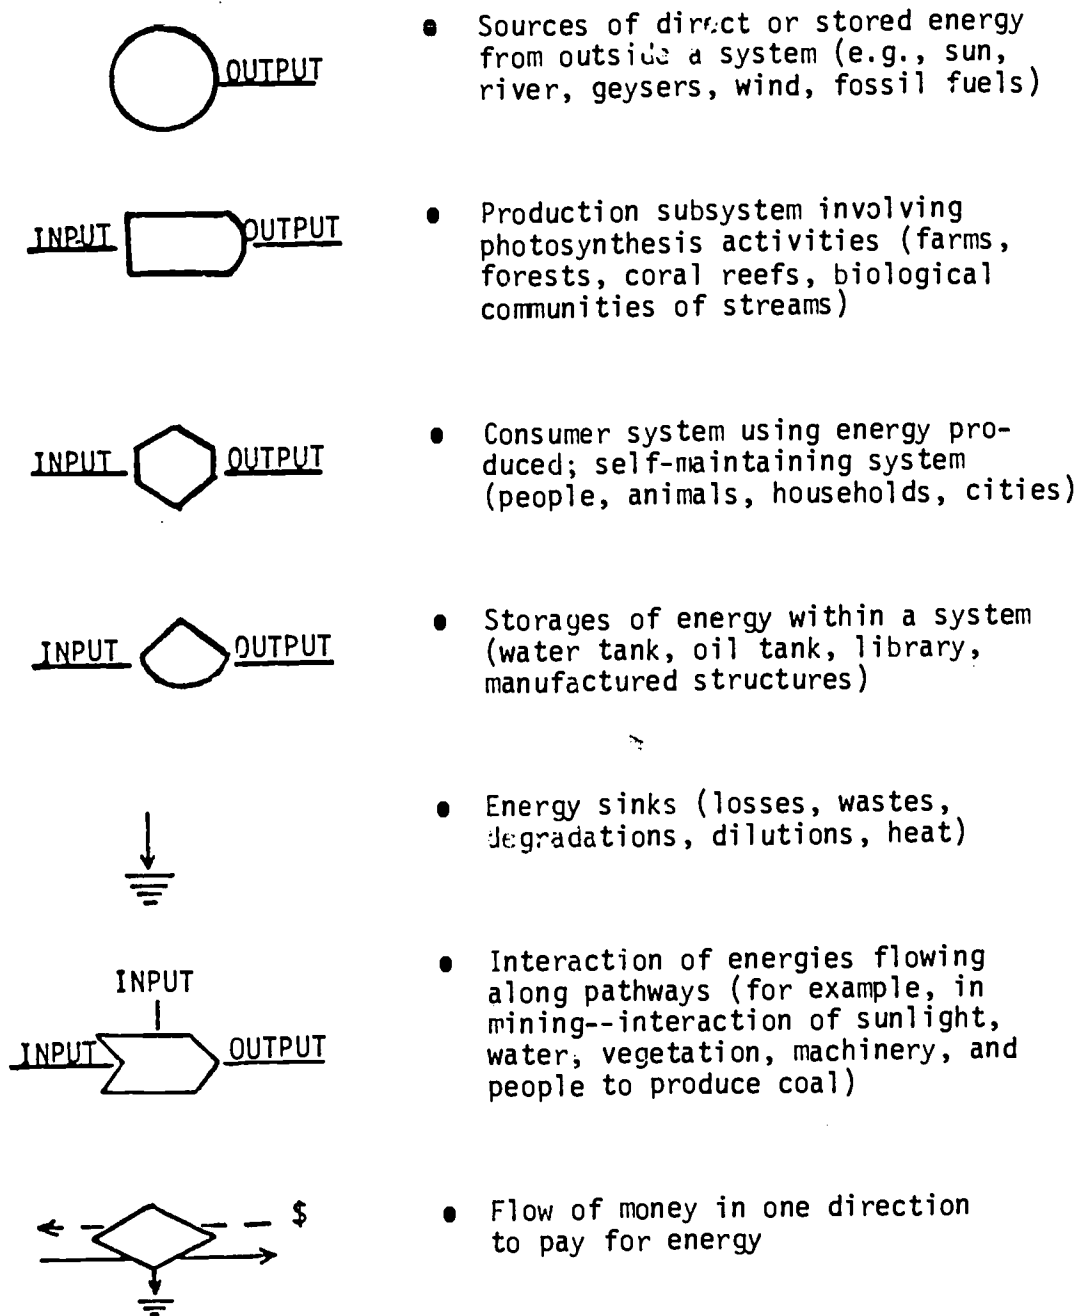 OUTPUT
● Sources of direct or stored energy
from outside a system (e.g., sun,
river, geysers, wind, fossil fuels)
INPUT OUTPUT
● Production subsystem involving
photosynthesis activities (farms,
forests, coral reefs, biological
communities of streams)
INPUT OUTPUT
● Consumer system using energy pro-
duced; self-maintaining system
(people, animals, households, cities)
INPUT OUTPUT
● Storages of energy within a system
(water tank, oil tank, library,
manufactured structures)
● Energy sinks (losses, wastes,
degradations, dilutions, heat)
INPUT
INPUT OUTPUT
● Interaction of energies flowing
along pathways (for example, in
mining--interaction of sunlight,
water, vegetation, machinery, and
people to produce coal)
$
● Flow of money in one direction
to pay for energy